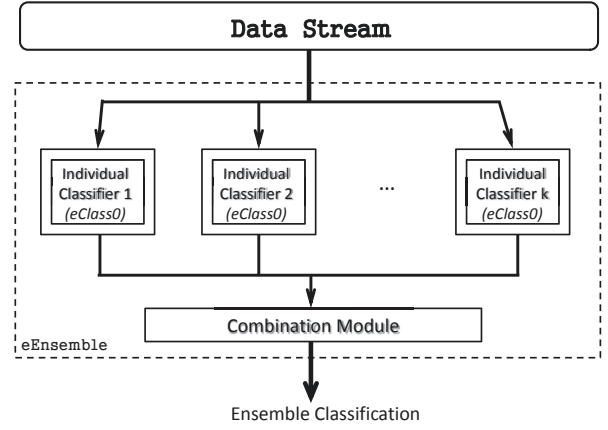 Data Stream
Individual
Classifier 1
(eClass0)
Individual
Classifier 2
(eClass0)
...
Individual
Classifier k
(eClass0)
Combination Module
eEnsemble
Ensemble Classification